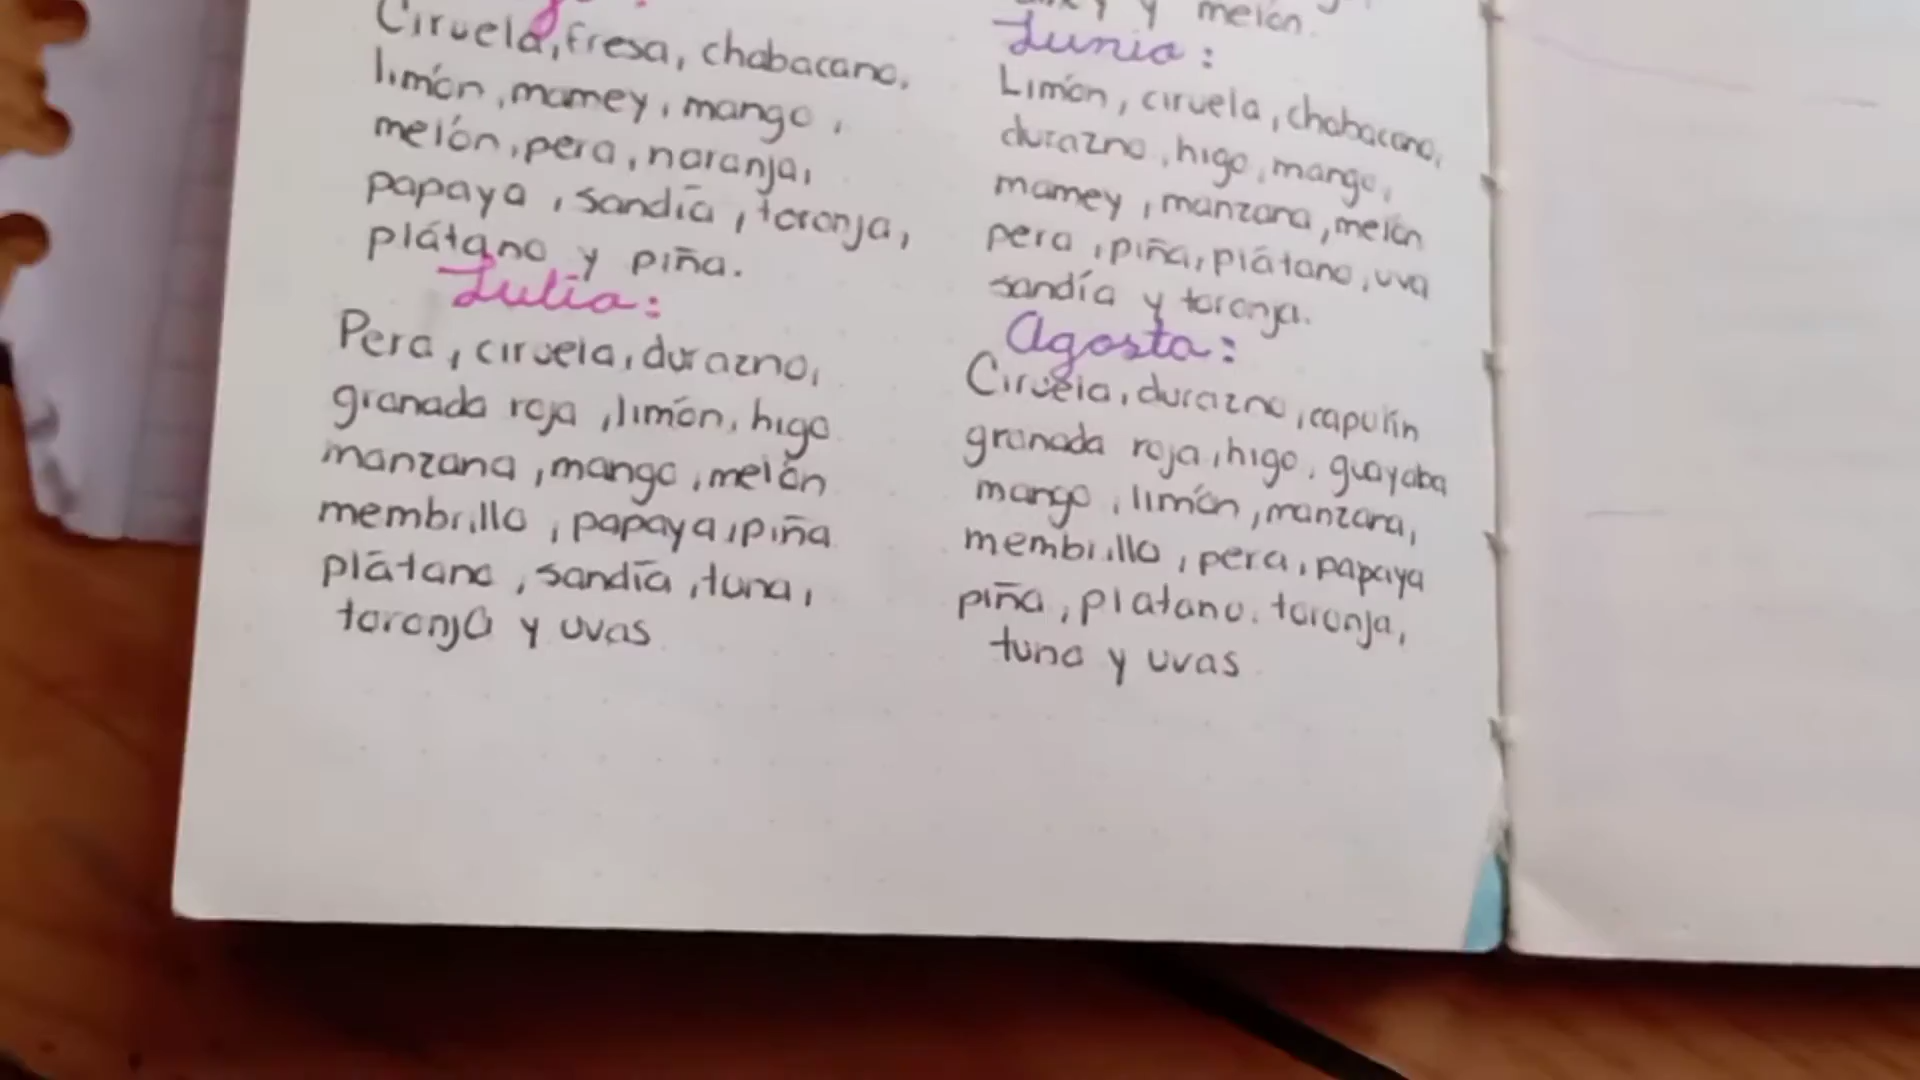 Ciruela, fresa, chabacano,
limón, mamey, mango,
melón, pera, naranja,
papaya, sandía, toronja,
plátano y piña.
Julio:
Pera, ciruela, durazno,
granada roja, limón, higo
manzana, mango, melón
membrillo, papaya, piña
plátano, sandía, tuna,
toronja y uvas
y melón.
Junio:
Limón, ciruela, chabacano,
durazno, higo, mango,
mamey, manzana, melón
pera, piña, plátano, uva
sandía y toronja.
Agosto:
Ciruela, durazno, capulín
granada roja, higo, guayaba
mango, limón, manzana,
membrillo, pera, papaya
piña, platano, toronja,
tuna y uvas